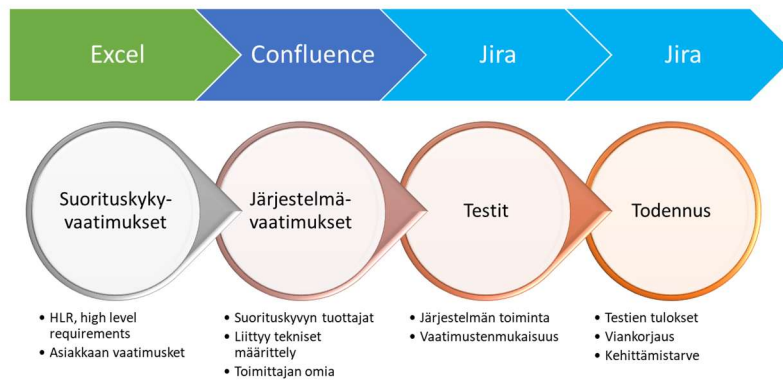 Excel
Confluence
Jira
Jira
Suorituskyky-
vaatimukset
Järjestelmä-
vaatimukset
Testit
Todennus
• HLR, high level
requirements
• Asiakkaan vaatimusket
• Suorituskyvyn tuottajat
• Liittyy tekniset
määrittely
• Toimittajan omia
• Järjestelmän toiminta
• Vaatimustenmukaisuus
• Testien tulokset
• Viankorjaus
• Kehittämistarve